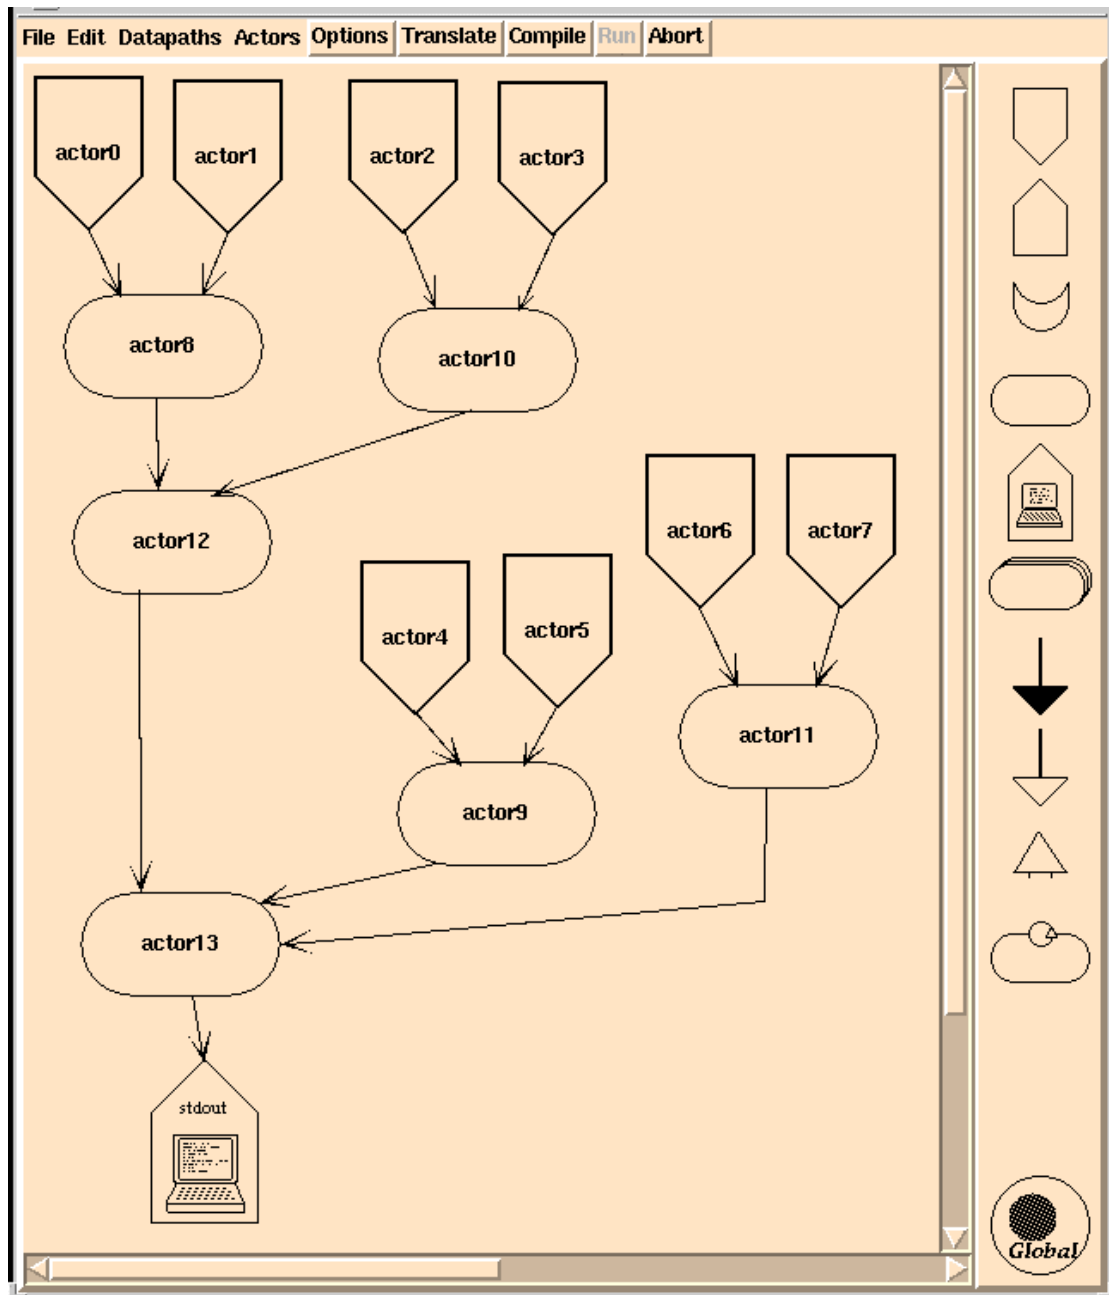 File Edit Datapaths Actors Options Translate Compile Run Abort
actor0 actor1 actor2 actor3
actor8 actor10
actor12
actor6 actor7
actor4 actor5
actor11
actor9
actor13
stdout
Global